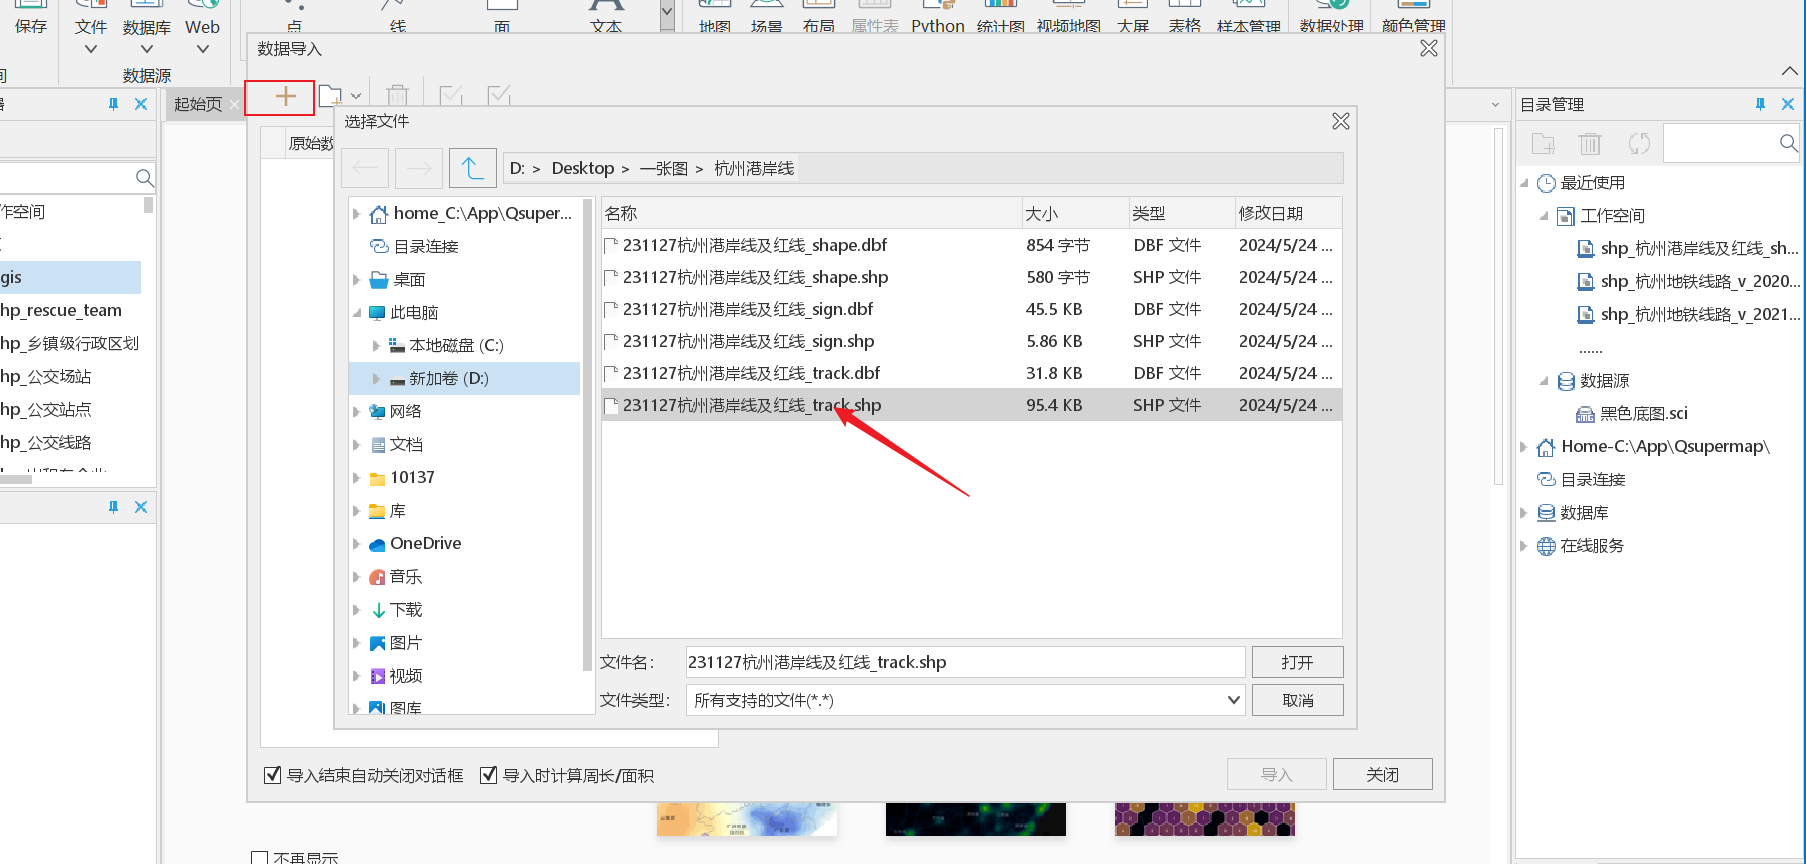 保存
文件
数据库
Web
点
线
面
文本
地图
场景
布局
属性表
Python
统计图
视频地图
大屏
表格
样本管理
数据处理
颜色管理
数据源
数据导入
起始页
原始数
选择文件
D: > Desktop > 一张图 > 杭州港岸线
home_C:\App\Qsuper...
目录连接
桌面
此电脑
本地磁盘 (C:)
新加卷 (D:)
网络
文档
10137
库
OneDrive
音乐
下载
图片
视频
图库
名称 大小 类型 修改日期
231127杭州港岸线及红线_shape.dbf 854 字节 DBF 文件 2024/5/24 ...
231127杭州港岸线及红线_shape.shp 580 字节 SHP 文件 2024/5/24 ...
231127杭州港岸线及红线_sign.dbf 45.5 KB DBF 文件 2024/5/24 ...
231127杭州港岸线及红线_sign.shp 5.86 KB SHP 文件 2024/5/24 ...
231127杭州港岸线及红线_track.dbf 31.8 KB DBF 文件 2024/5/24 ...
231127杭州港岸线及红线_track.shp 95.4 KB SHP 文件 2024/5/24 ...
文件名: 231127杭州港岸线及红线_track.shp 打开
文件类型: 所有支持的文件(*.*) 取消
导入结束自动关闭对话框 导入时计算周长/面积 导入 关闭
不再显示
作空间
gis
hp_rescue_team
hp_乡镇级行政区划
hp_公交场站
hp_公交站点
hp_公交线路
目录管理
最近使用
工作空间
shp_杭州港岸线及红线_sh...
shp_杭州地铁线路_v_2020...
shp_杭州地铁线路_v_2021...
......
数据源
黑色底图.sci
Home-C:\App\Qsupermap\
目录连接
数据库
在线服务